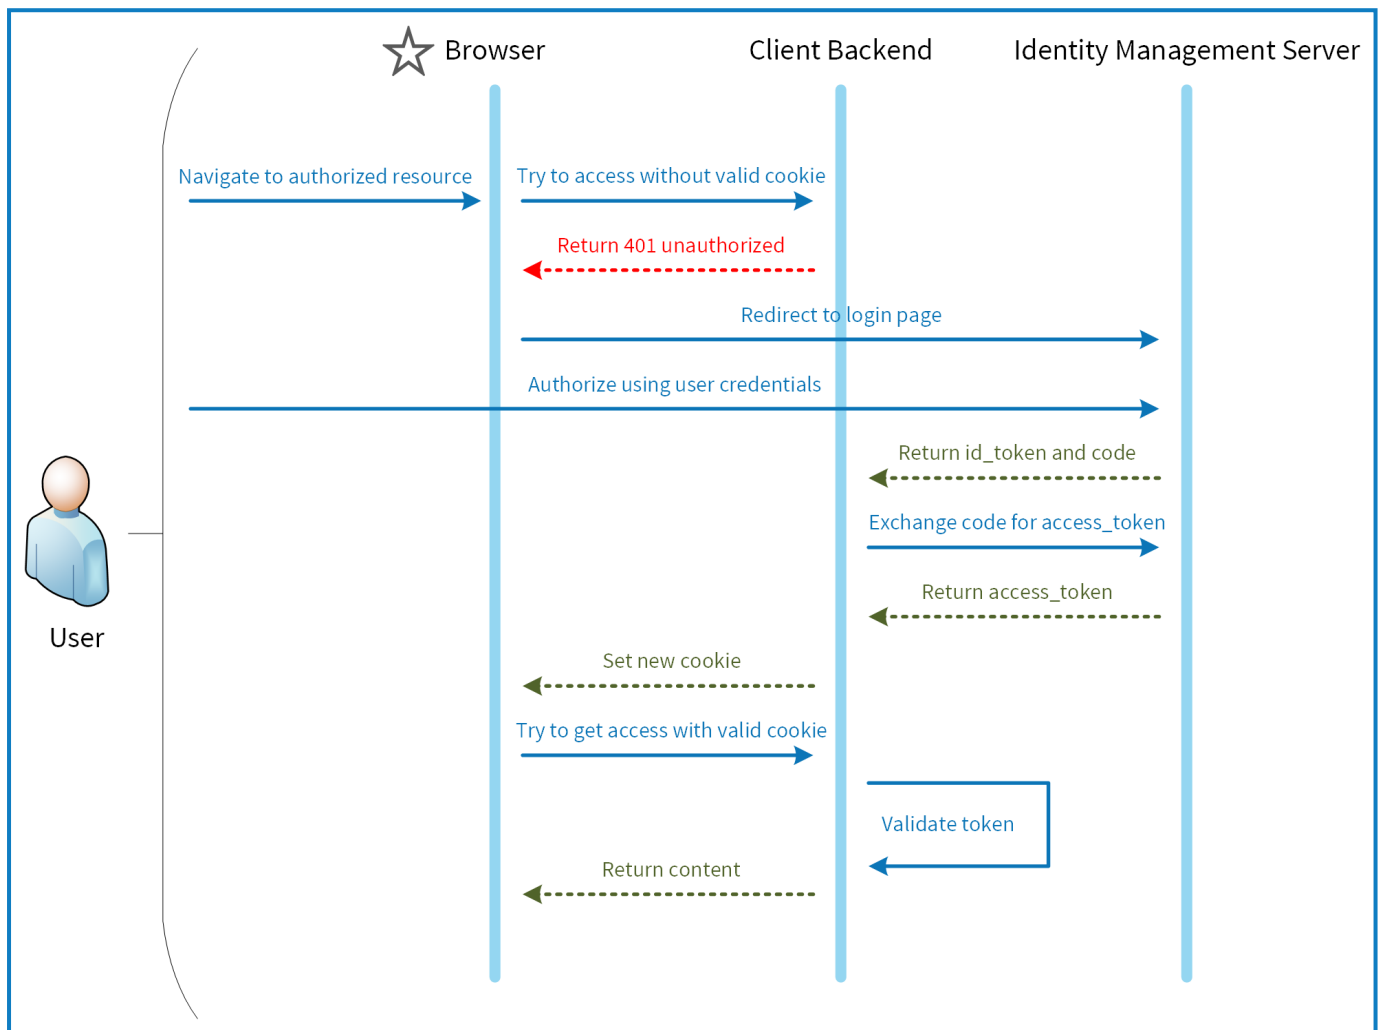 Browser
Client Backend
Identity Management Server
Navigate to authorized resource
Try to access without valid cookie
Return 401 unauthorized
Redirect to login page
Authorize using user credentials
Return id_token and code
Exchange code for access_token
Return access_token
User
Set new cookie
Try to get access with valid cookie
Validate token
Return content